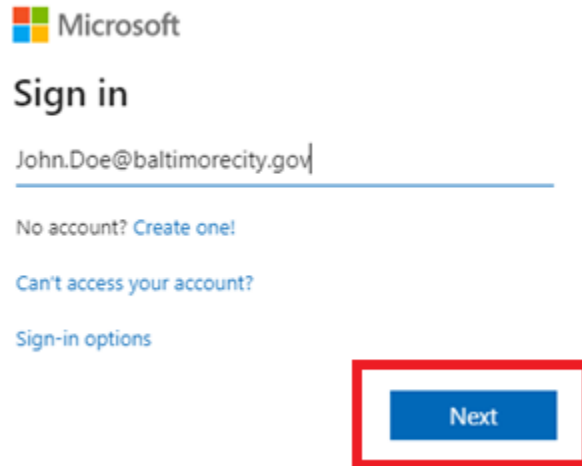 Microsoft
Sign in
John.Doe@baltimorecity.gov
No account? Create one!
Can't access your account?
Sign-in options
Next